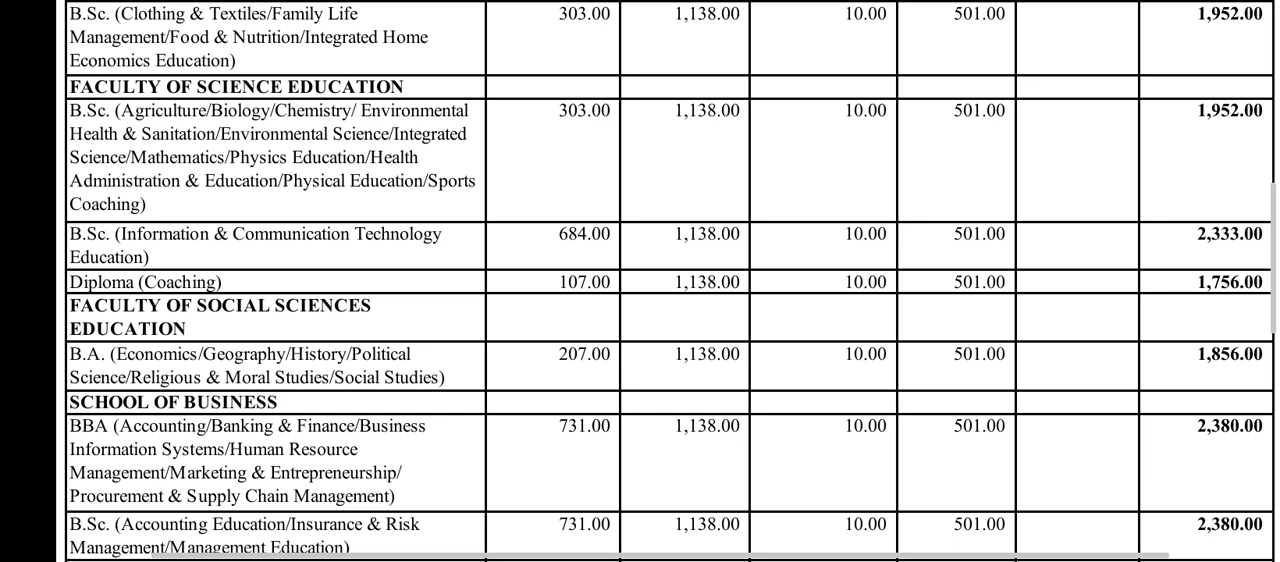 B.Sc. (Clothing & Textiles/Family Life 303.00 1,138.00 10.00 501.00 1,952.00
Management/Food & Nutrition/Integrated Home
Economics Education)
FACULTY OF SCIENCE EDUCATION
B.Sc. (Agriculture/Biology/Chemistry/ Environmental 303.00 1,138.00 10.00 501.00 1,952.00
Health & Sanitation/Environmental Science/Integrated
Science/Mathematics/Physics Education/Health
Administration & Education/Physical Education/Sports
Coaching)
B.Sc. (Information & Communication Technology 684.00 1,138.00 10.00 501.00 2,333.00
Education)
Diploma (Coaching) 107.00 1,138.00 10.00 501.00 1,756.00
FACULTY OF SOCIAL SCIENCES
EDUCATION
B.A. (Economics/Geography/History/Political 207.00 1,138.00 10.00 501.00 1,856.00
Science/Religious & Moral Studies/Social Studies)
SCHOOL OF BUSINESS
BBA (Accounting/Banking & Finance/Business 731.00 1,138.00 10.00 501.00 2,380.00
Information Systems/Human Resource
Management/Marketing & Entrepreneurship/
Procurement & Supply Chain Management)
B.Sc. (Accounting Education/Insurance & Risk 731.00 1,138.00 10.00 501.00 2,380.00
Management/Management Education)